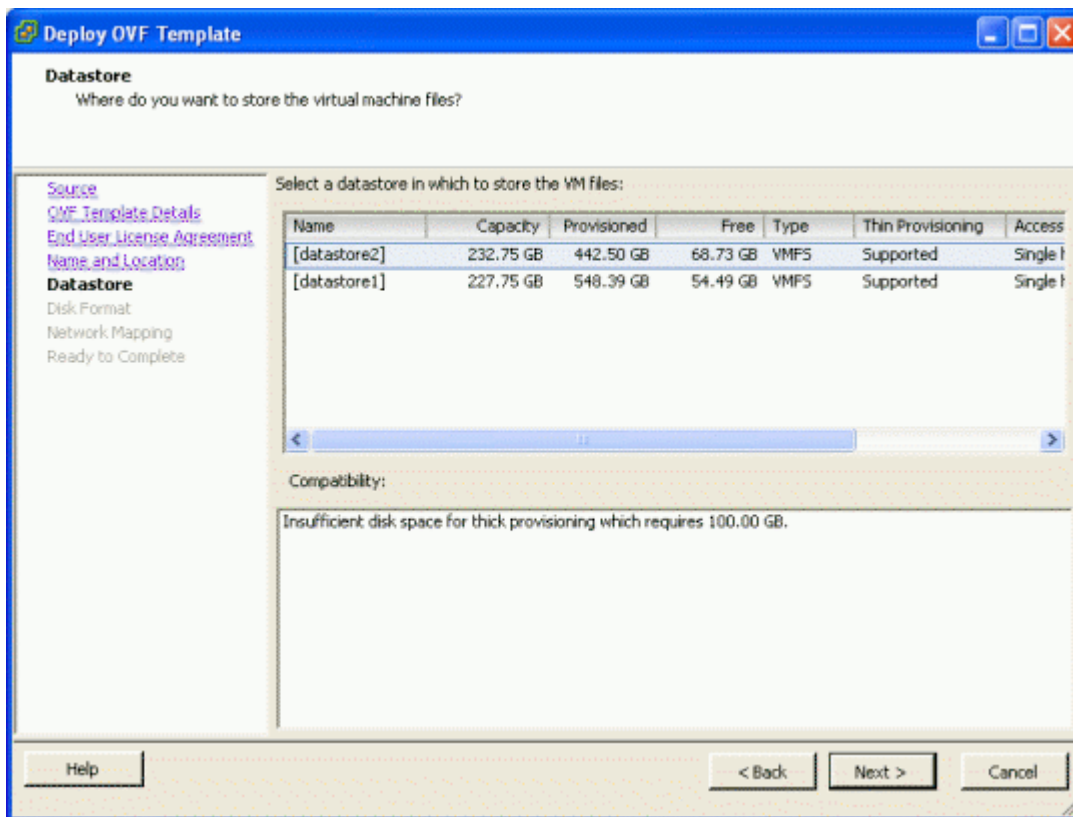 Deploy OVF Template
Datastore
Where do you want to store the virtual machine files?
Source
OVF Template Details
End User License Agreement
Name and Location
Datastore
Disk Format
Network Mapping
Ready to Complete
Select a datastore in which to store the VM files:
Name Capacity Provisioned Free Type Thin Provisioning Access
[datastore2] 232.75 GB 442.50 GB 68.73 GB VMFS Supported Single h
[datastore1] 227.75 GB 548.39 GB 54.49 GB VMFS Supported Single h
Compatibility:
Insufficient disk space for thick provisioning which requires 100.00 GB.
Help
< Back
Next >
Cancel